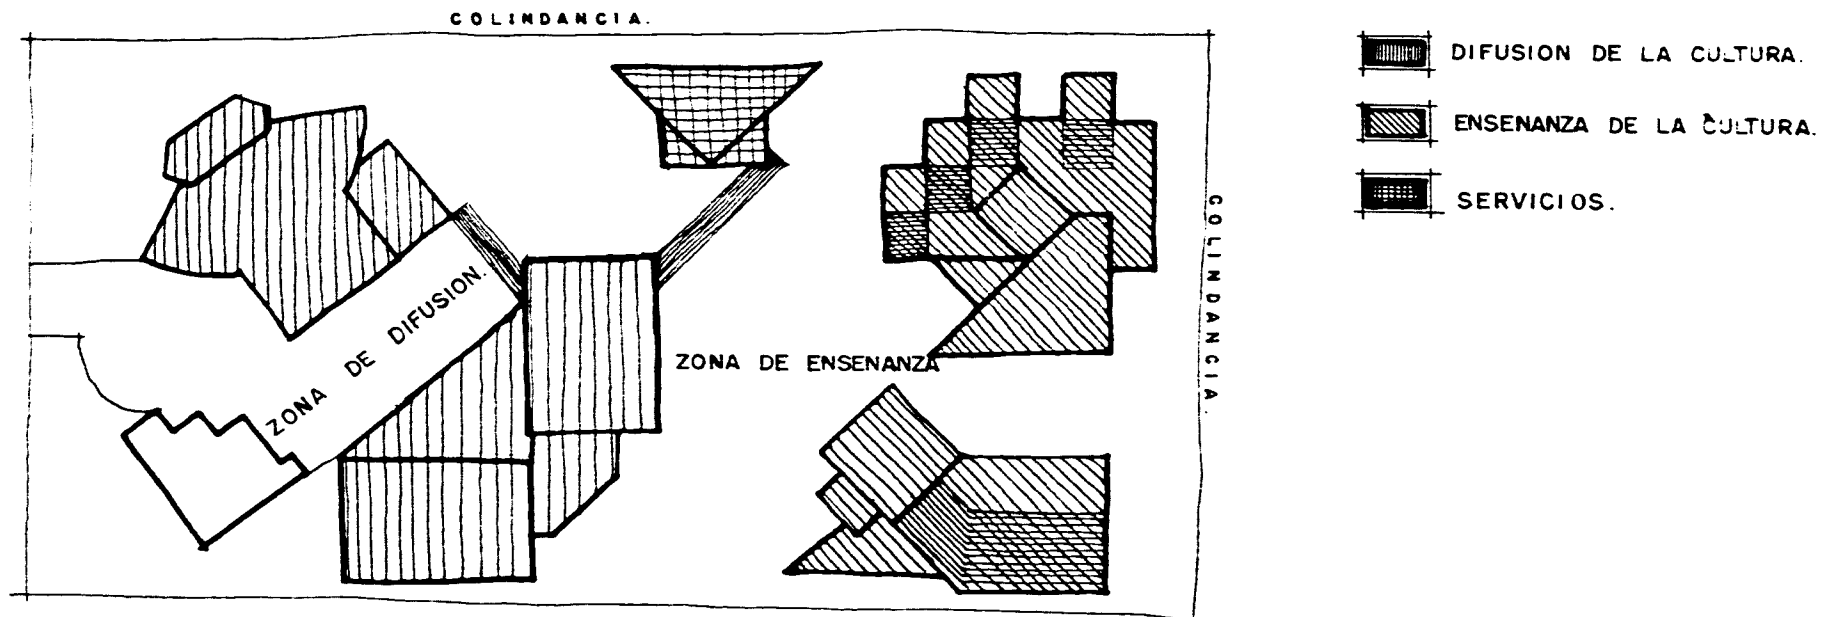 COLINDANCIA.
DIFUSION DE LA CULTURA.
ENSENANZA DE LA CULTURA.
SERVICIOS.
COLINDANCIA.
ZONA DE DIFUSION.
ZONA DE ENSENANZA